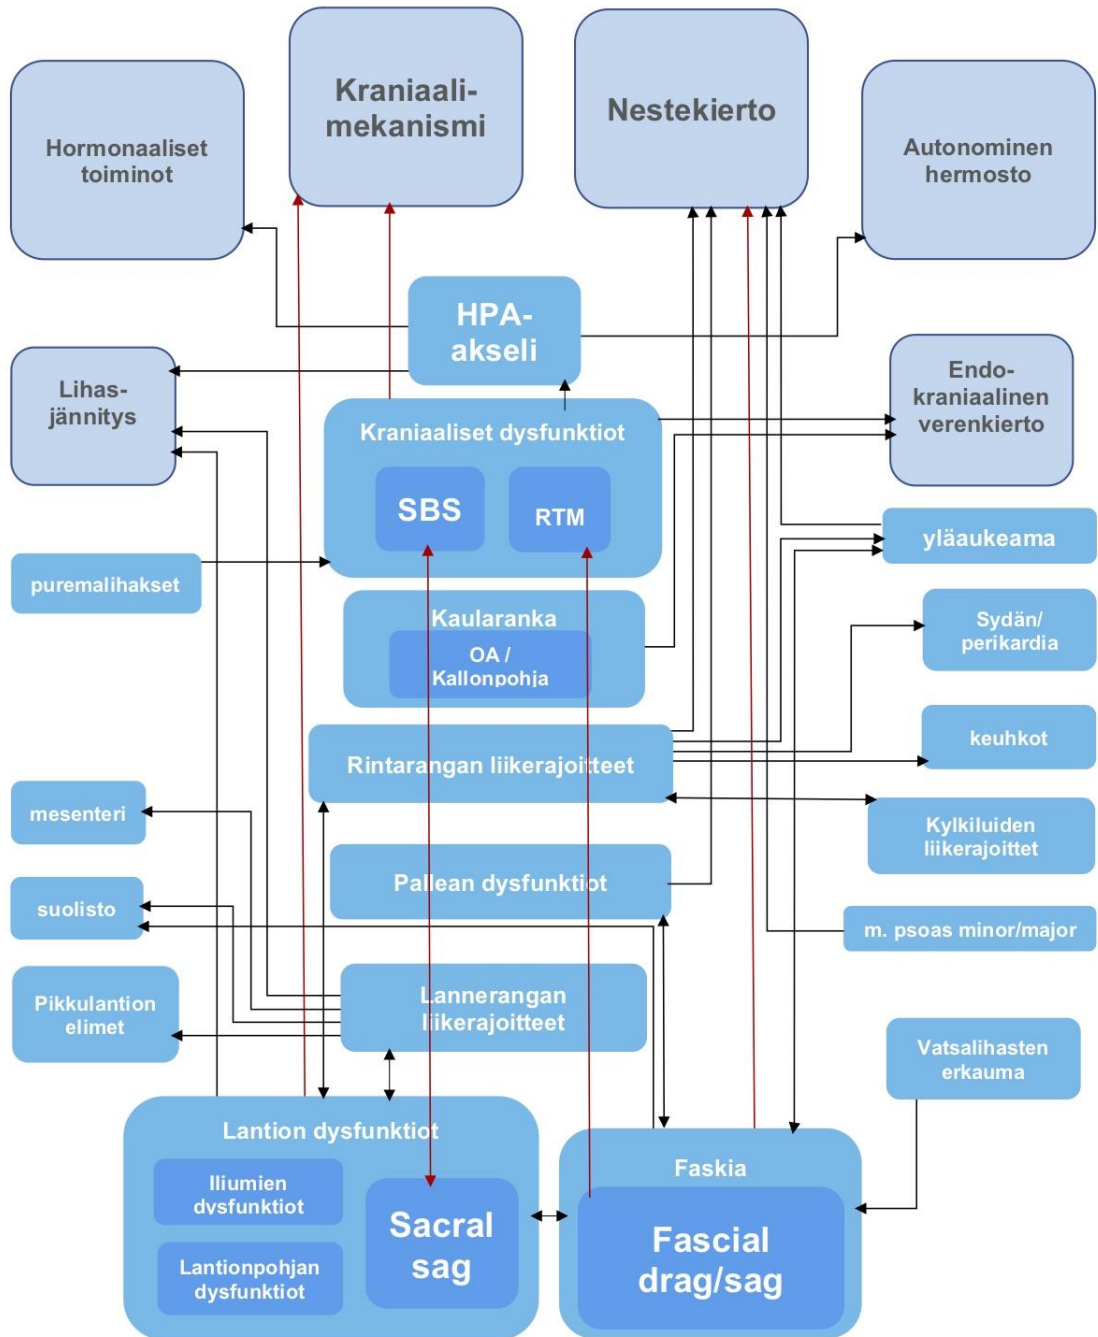 Kraniaali-
mekanismi
Nestekierto
Hormonaaliset
toiminot
Autonominen
hermosto
HPA-
akseli
Lihas-
jännitys
Endo-
kraniaalinen
verenkierto
Kraniaaliset dysfunktiot
SBS
RTM
yläaukeama
puremalihakset
Kaularanka
OA /
Kallonpohja
Sydän/
perikardia
Rintarangan liikerajoitteet
keuhkot
mesenteri
Kylkiluiden
liikerajoittet
Pallean dysfunktiot
suolisto
m. psoas minor/major
Lannerangan
liikerajoitteet
Pikkulantion
elimet
Vatsalihasten
erkauma
Lantion dysfunktiot
Iliumien
dysfunktiot
Lantionpohjan
dysfunktiot
Sacral
sag
Faskia
Fascial
drag/sag